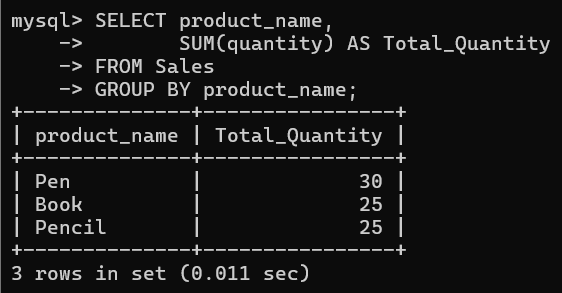 mysql> SELECT product_name,
    ->        SUM(quantity) AS Total_Quantity
    -> FROM Sales
    -> GROUP BY product_name;
+--------------+----------------+
| product_name | Total_Quantity |
+--------------+----------------+
| Pen          |             30 |
| Book         |             25 |
| Pencil       |             25 |
+--------------+----------------+
3 rows in set (0.011 sec)